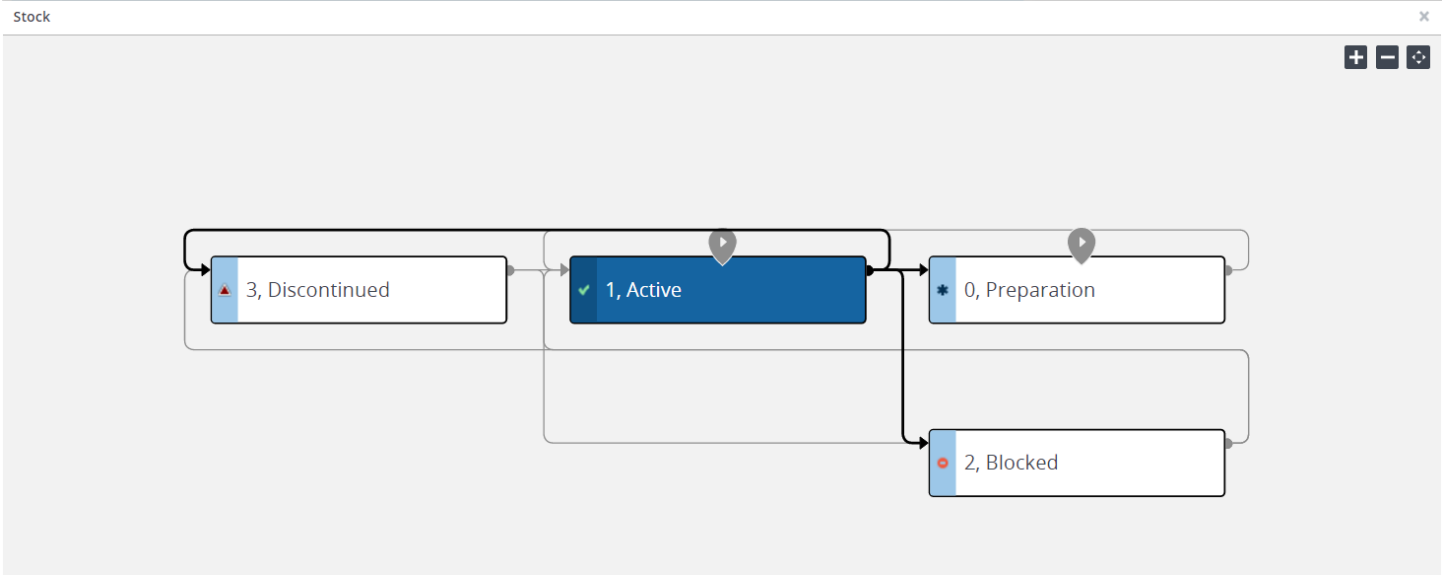 Stock
3, Discontinued
1, Active
0, Preparation
2, Blocked